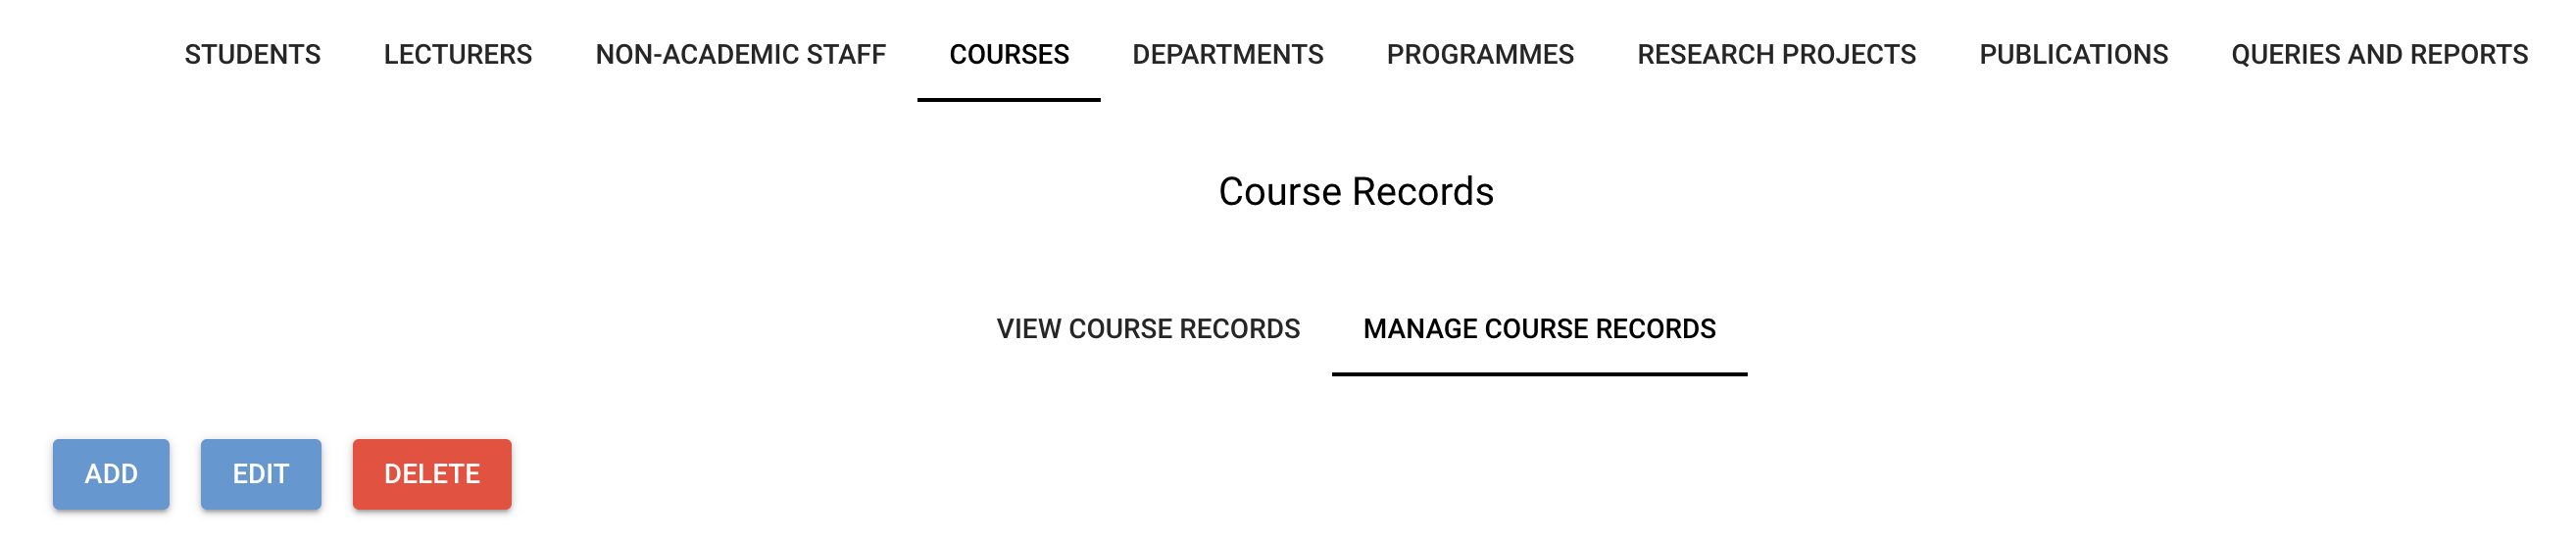 STUDENTS LECTURERS NON-ACADEMIC STAFF COURSES DEPARTMENTS PROGRAMMES RESEARCH PROJECTS PUBLICATIONS QUERIES AND REPORTS
Course Records
VIEW COURSE RECORDS MANAGE COURSE RECORDS
ADD EDIT DELETE